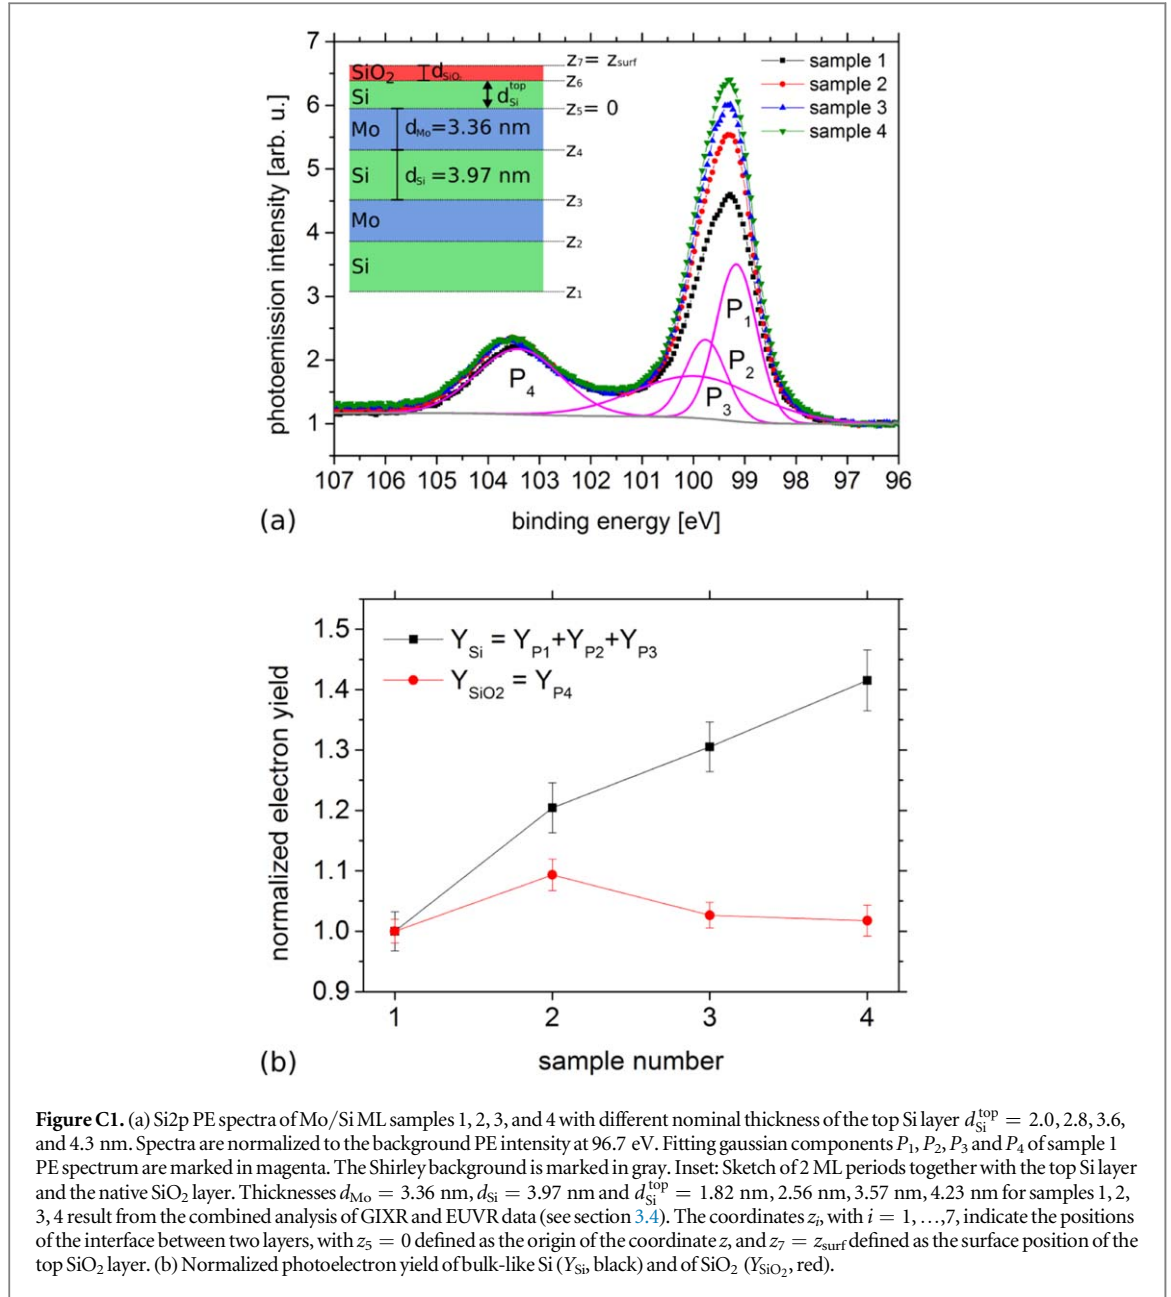 7
6
5
4
3
2
1
photoemission intensity [arb. u.]
SiO2 dSiO2 z7= zsurf
z6
Si dSi top
z5= 0
Mo dMo=3.36 nm
z4
Si dSi =3.97 nm
z3
Mo
z2
Si
z1
sample 1
sample 2
sample 3
sample 4
P1
P2
P3
P4
107 106 105 104 103 102 101 100 99 98 97 96
(a)
binding energy [eV]
1.5
1.4
1.3
1.2
1.1
1.0
0.9
normalized electron yield
YSi = YP1+YP2+YP3
YSiO2 = YP4
1 2 3 4
(b)
sample number
Figure C1. (a) Si2p PE spectra of Mo/Si ML samples 1, 2, 3, and 4 with different nominal thickness of the top Si layer d_Si^top = 2.0, 2.8, 3.6,
and 4.3 nm. Spectra are normalized to the background PE intensity at 96.7 eV. Fitting gaussian components P1, P2, P3 and P4 of sample 1
PE spectrum are marked in magenta. The Shirley background is marked in gray. Inset: Sketch of 2 ML periods together with the top Si layer
and the native SiO2 layer. Thicknesses dMo = 3.36 nm, dSi = 3.97 nm and d_Si^top = 1.82 nm, 2.56 nm, 3.57 nm, 4.23 nm for samples 1, 2,
3, 4 result from the combined analysis of GIXR and EUVR data (see section 3.4). The coordinates zi, with i = 1, …,7, indicate the positions
of the interface between two layers, with z5 = 0 defined as the origin of the coordinate z, and z7 = zsurf defined as the surface position of the
top SiO2 layer. (b) Normalized photoelectron yield of bulk-like Si (YSi, black) and of SiO2 (YSiO2, red).